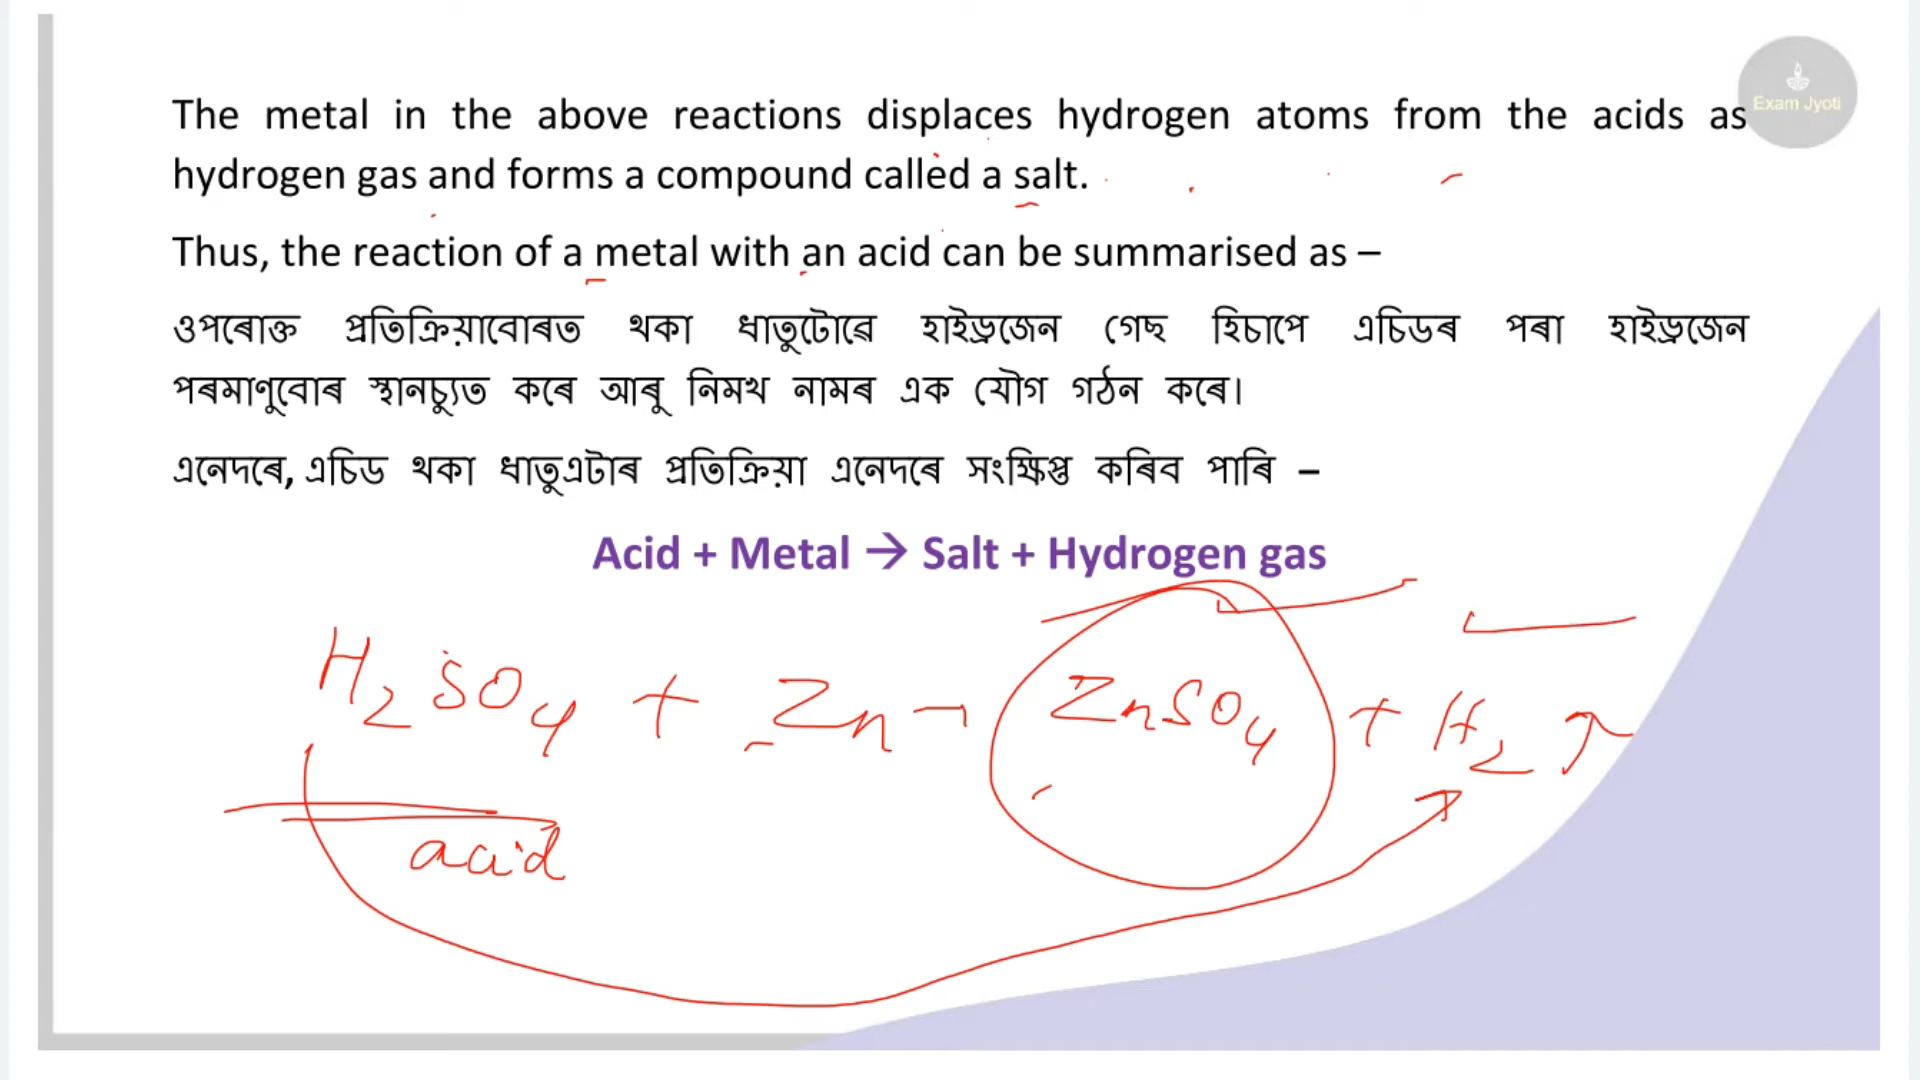 Exam Jyoti
The metal in the above reactions displaces hydrogen atoms from the acids as
hydrogen gas and forms a compound called a salt.
Thus, the reaction of a metal with an acid can be summarised as –
ওপৰোক্ত প্ৰতিক্ৰিয়াবোৰত থকা ধাতুটোৱে হাইড্ৰজেন গেছ হিচাপে এচিডৰ পৰা হাইড্ৰজেন
পৰমাণুবোৰ স্থানচ্যুত কৰে আৰু নিমখ নামৰ এক যৌগ গঠন কৰে।
এনেদৰে, এচিড থকা ধাতুএটাৰ প্ৰতিক্ৰিয়া এনেদৰে সংক্ষিপ্ত কৰিব পাৰি –
Acid + Metal → Salt + Hydrogen gas
H₂SO₄ + Zn → ZnSO₄ + H₂ ↑
acid